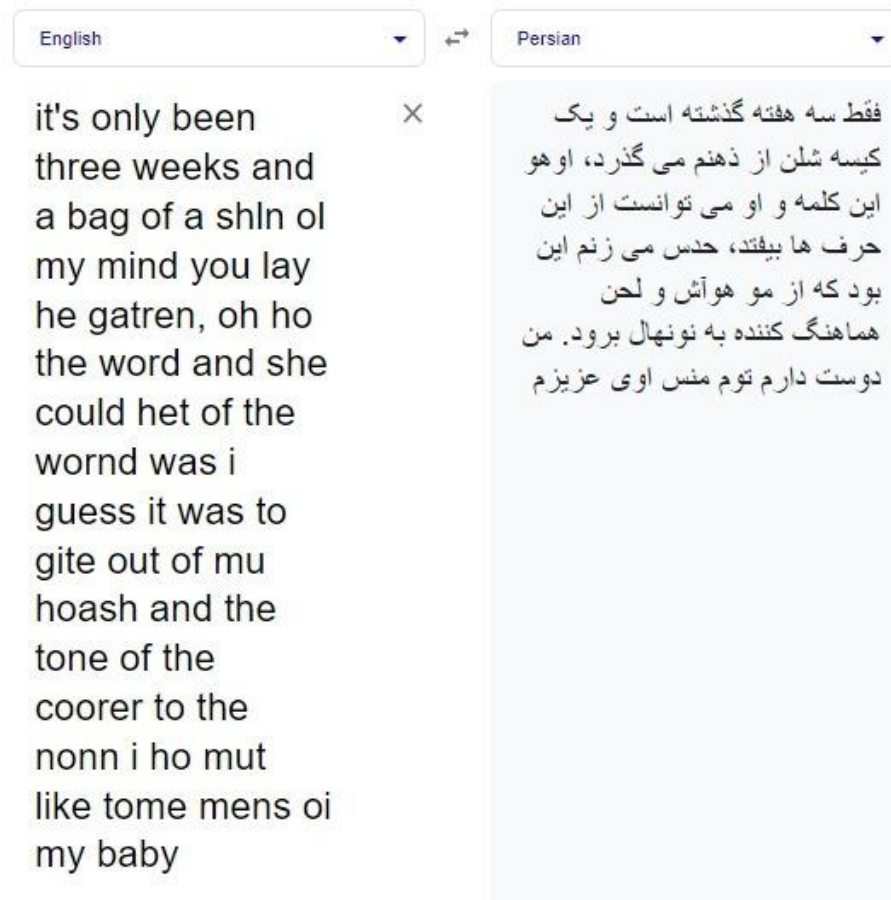 English
Persian
it's only been
three weeks and
a bag of a shln ol
my mind you lay
he gatren, oh ho
the word and she
could het of the
wornd was i
guess it was to
gite out of mu
hoash and the
tone of the
coorer to the
nonn i ho mut
like tome mens oi
my baby
فقط سه هفته گذشته است و یک
کیسه شلن از ذهنم می گذرد، اوهو
این کلمه و او می توانست از این
حرف ها بیفتد، حدس می زنم این
بود که از مو هوآش و لحن
هماهنگ کننده به نونهال برود. من
دوست دارم توم منس اوی عزیزم